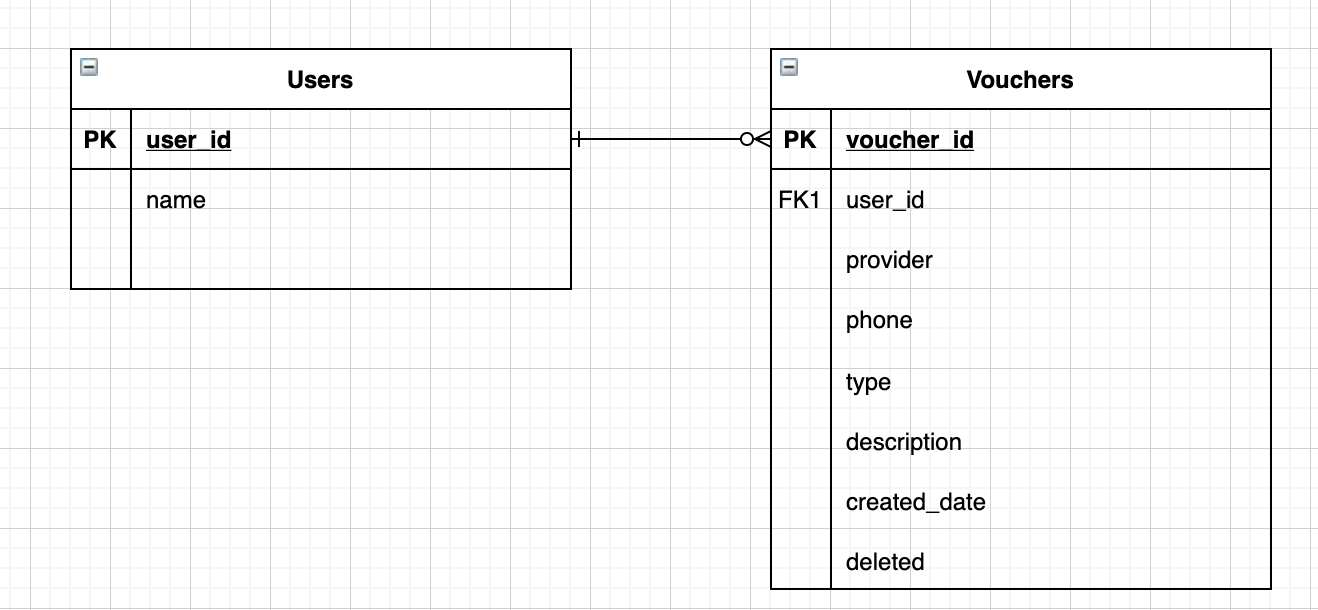 Users
PK user_id
name
Vouchers
PK voucher_id
FK1 user_id
provider
phone
type
description
created_date
deleted